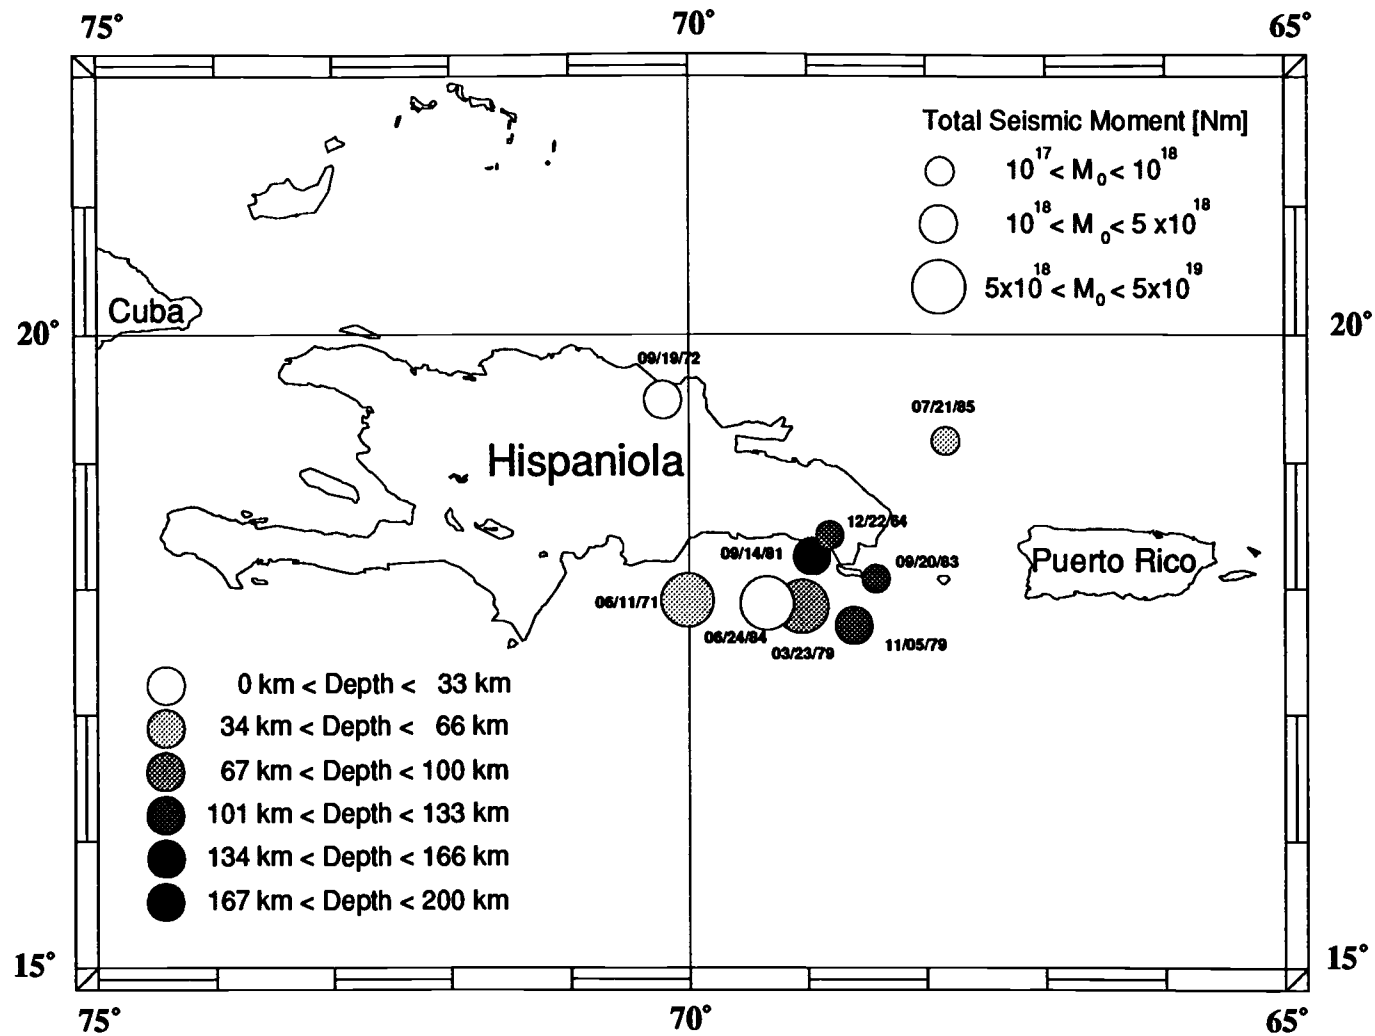 75° 70° 65°
Total Seismic Moment [Nm]
10^17 < M_0 < 10^18
10^18 < M_0 < 5 x10^18
5x10^18 < M_0 < 5x10^19
Cuba
20° 20°
09/19/72
07/21/85
Hispaniola
12/22/64
09/14/81
09/20/83
Puerto Rico
06/11/71
06/24/84
03/23/79
11/05/79
0 km < Depth < 33 km
34 km < Depth < 66 km
67 km < Depth < 100 km
101 km < Depth < 133 km
134 km < Depth < 166 km
167 km < Depth < 200 km
15° 15°
75° 70° 65°